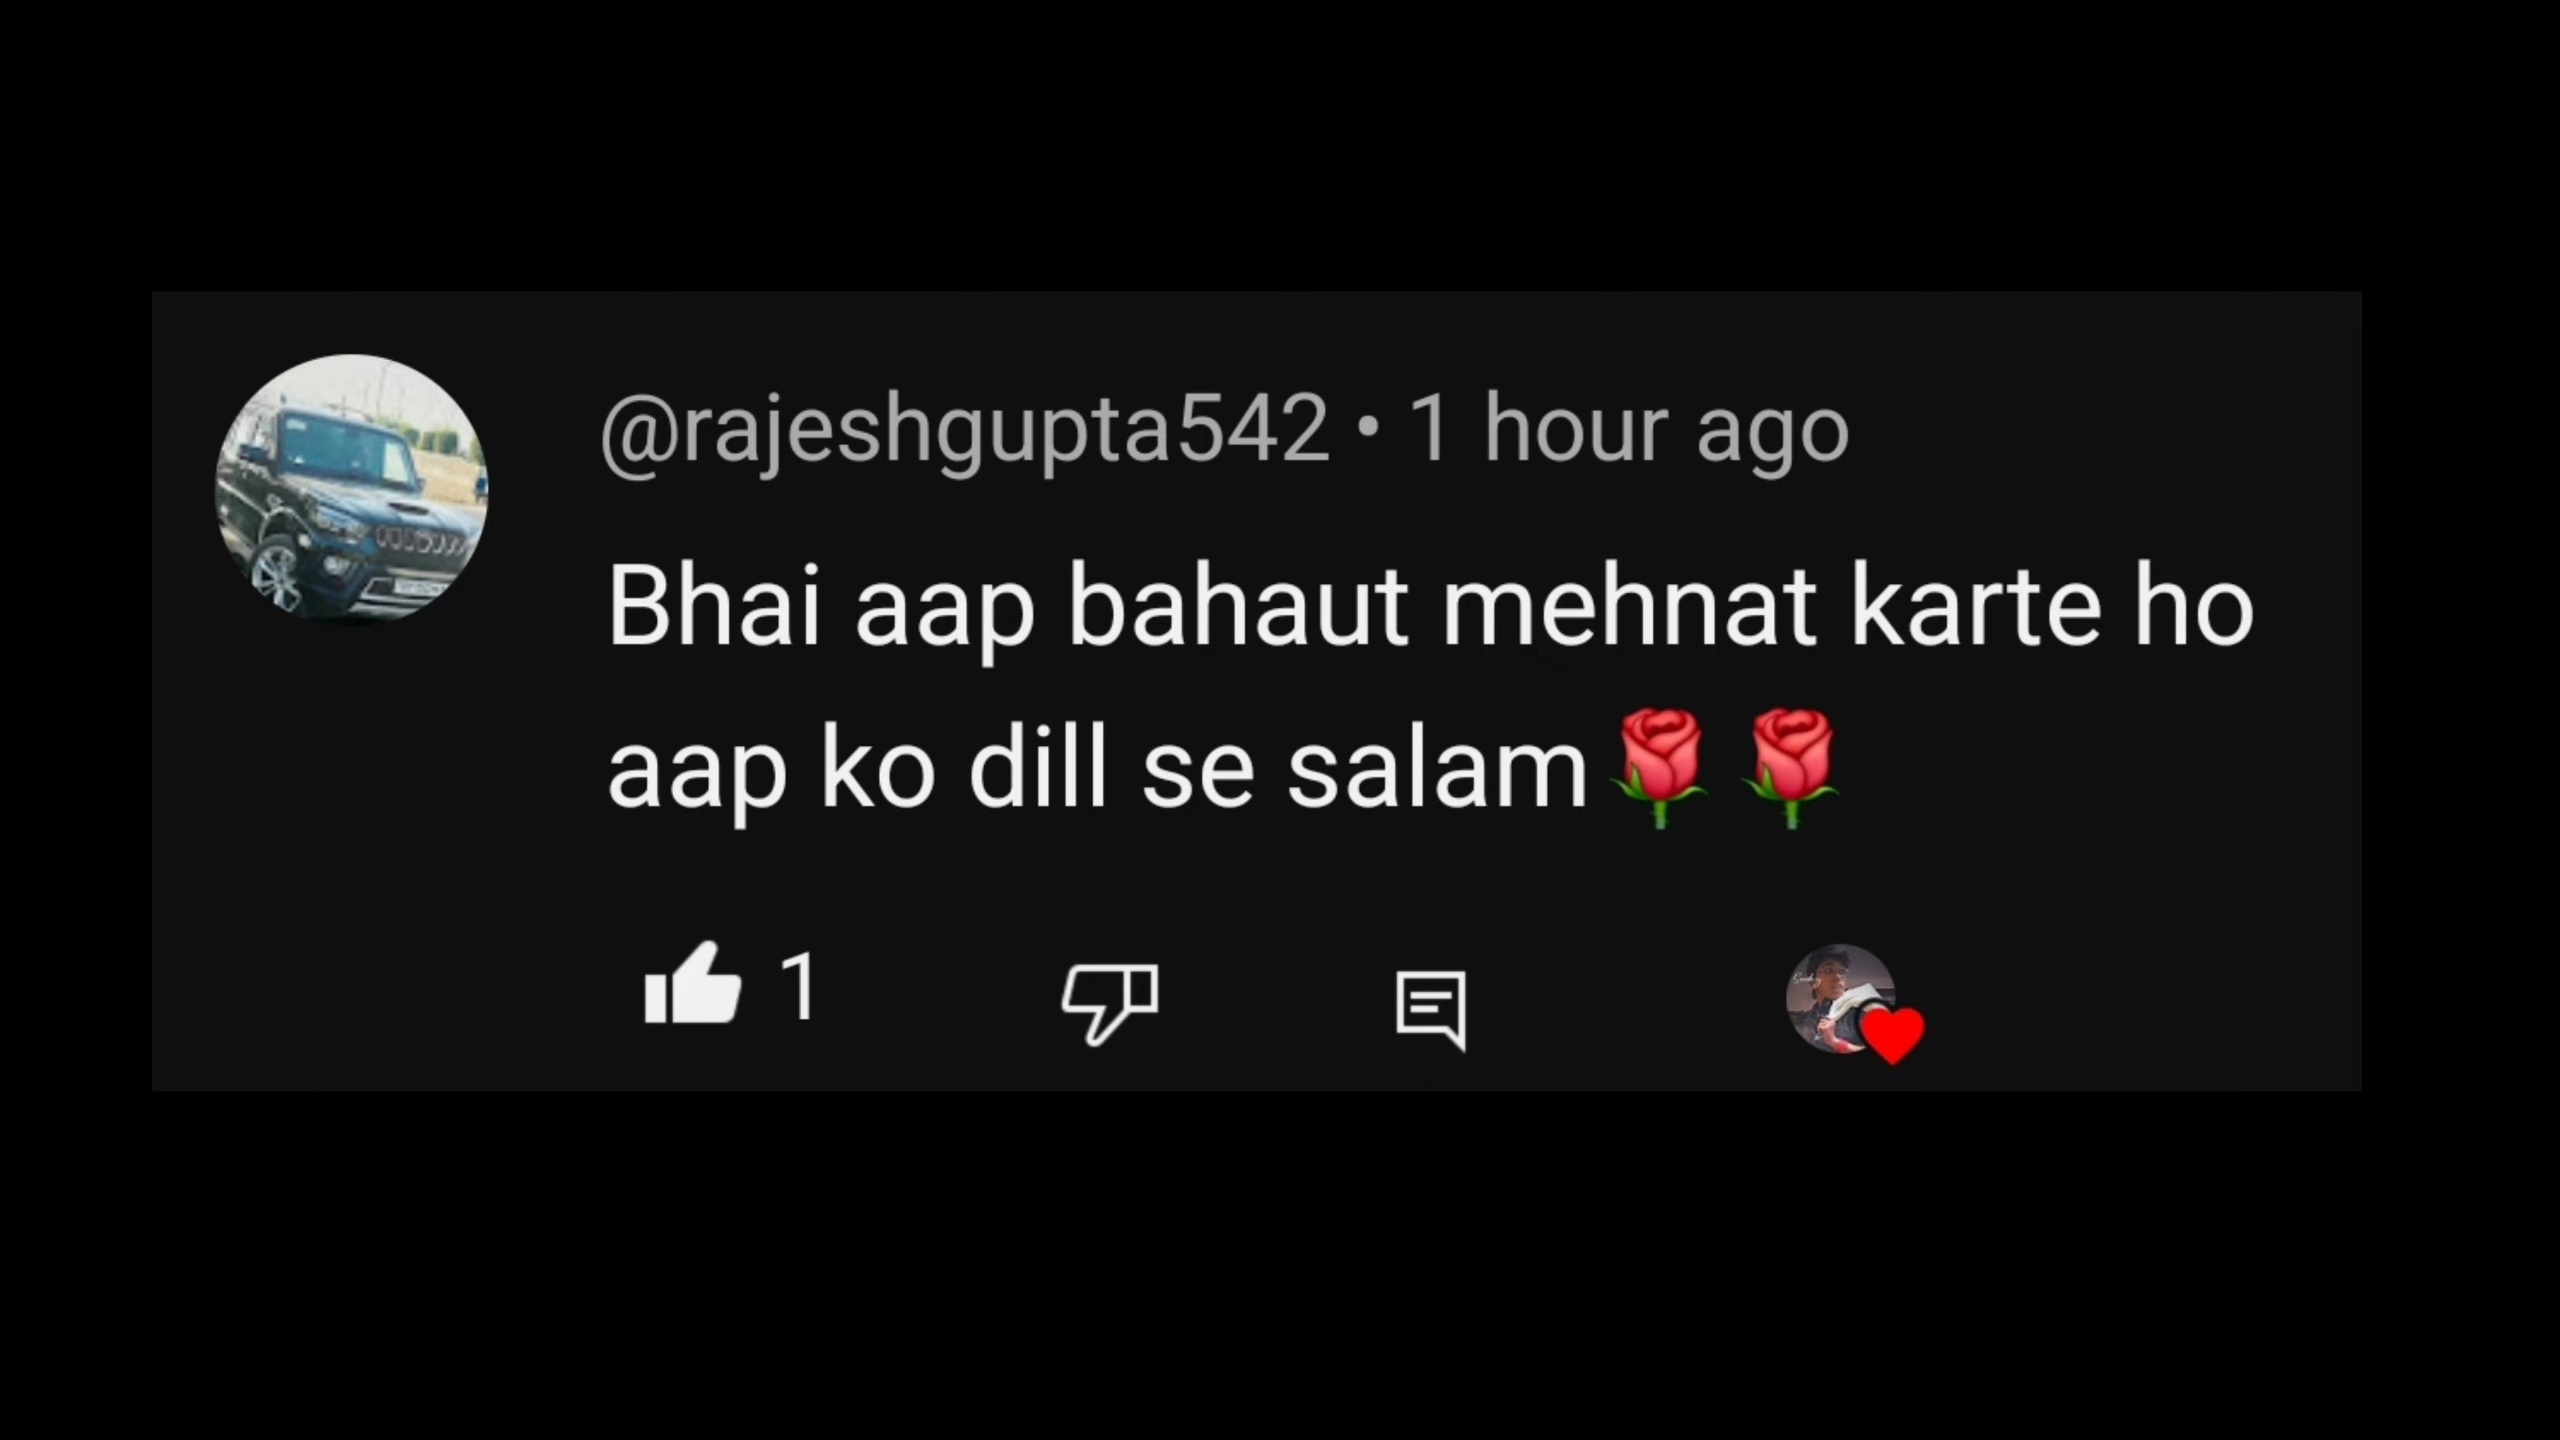 @rajeshgupta542 • 1 hour ago
Bhai aap bahaut mehnat karte ho
aap ko dill se salam🌹🌹
1